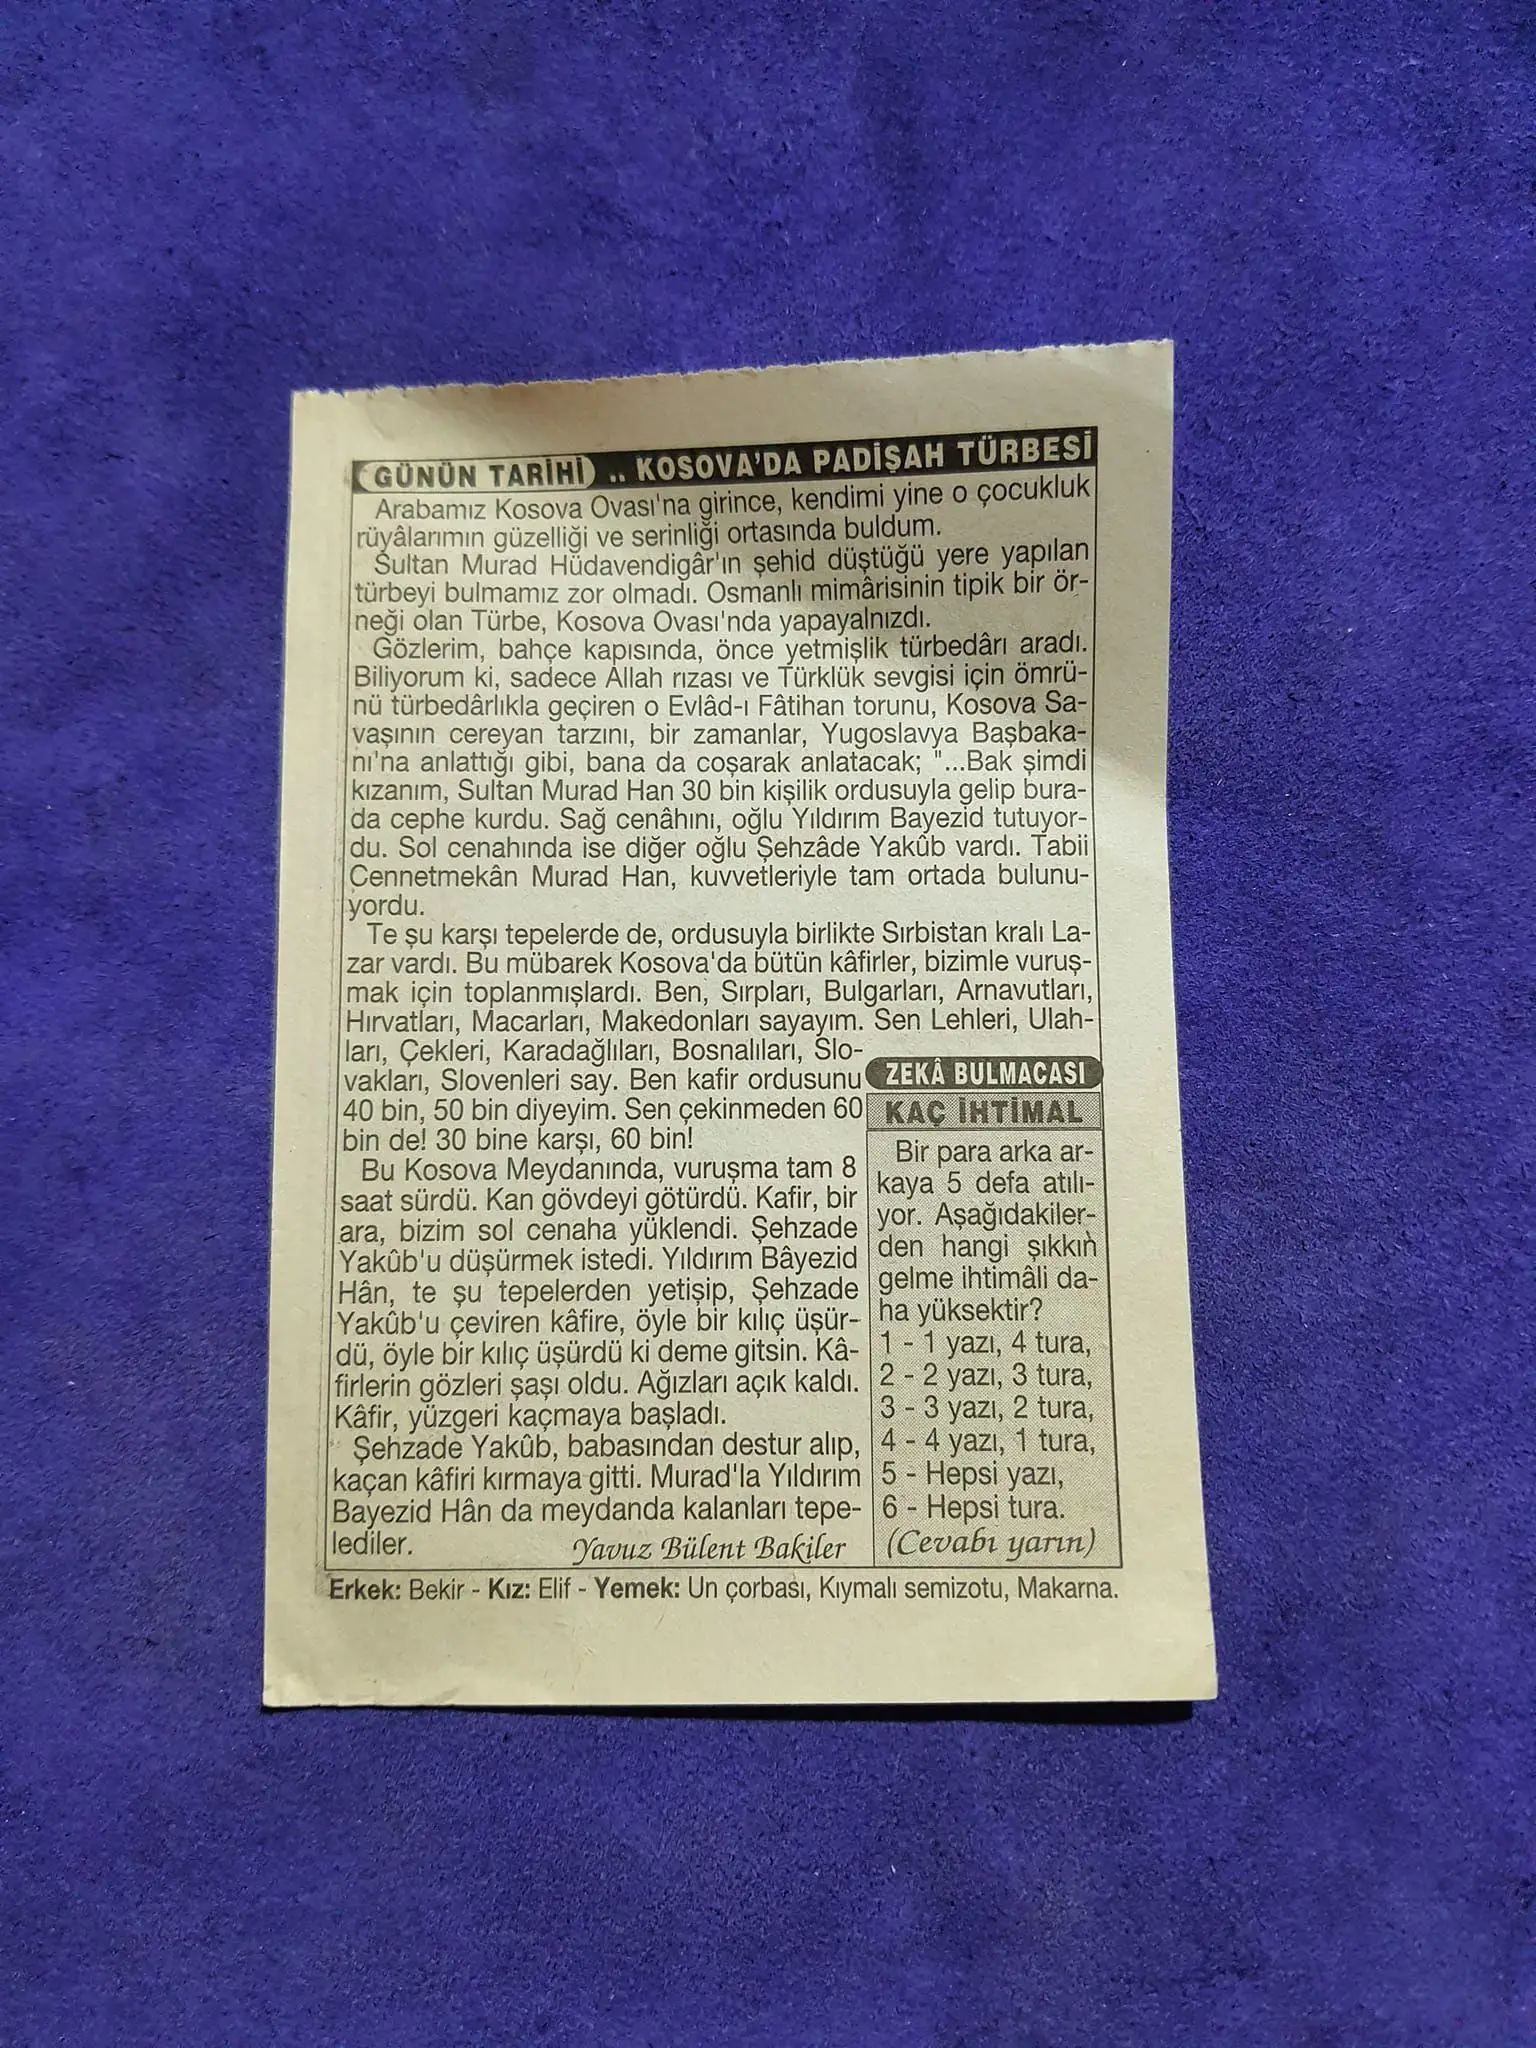 GÜNÜN TARİHİ .. KOSOVA'DA PADİŞAH TÜRBESİ
Arabamız Kosova Ovası'na girince, kendimi yine o çocukluk
rüyâlarımın güzelliği ve serinliği ortasında buldum.
Sultan Murad Hüdavendigâr'ın şehid düştüğü yere yapılan
türbeyi bulmamız zor olmadı. Osmanlı mimârisinin tipik bir ör-
neği olan Türbe, Kosova Ovası'nda yapayalnızdı.
Gözlerim, bahçe kapısında, önce yetmişlik türbedârı aradı.
Biliyorum ki, sadece Allah rızası ve Türklük sevgisi için ömrü-
nü türbedârlıkla geçiren o Evlâd-ı Fâtihan torunu, Kosova Sa-
vaşının cereyan tarzını, bir zamanlar, Yugoslavya Başbaka-
nı'na anlattığı gibi, bana da coşarak anlatacak; "...Bak şimdi
kızanım, Sultan Murad Han 30 bin kişilik ordusuyla gelip bura-
da cephe kurdu. Sağ cenâhını, oğlu Yıldırım Bayezid tutuyor-
du. Sol cenahında ise diğer oğlu Şehzâde Yakûb vardı. Tabii
Cennetmekân Murad Han, kuvvetleriyle tam ortada bulunu-
yordu.
Te şu karşı tepelerde de, ordusuyla birlikte Sırbistan kralı La-
zar vardı. Bu mübarek Kosova'da bütün kâfirler, bizimle vuruş-
mak için toplanmışlardı. Ben, Sırpları, Bulgarları, Arnavutları,
Hırvatları, Macarları, Makedonları sayayım. Sen Lehleri, Ulah-
ları, Çekleri, Karadağlıları, Bosnalıları, Slo-
vakları, Slovenleri say. Ben kafir ordusunu
40 bin, 50 bin diyeyim. Sen çekinmeden 60
bin de! 30 bine karşı, 60 bin!
Bu Kosova Meydanında, vuruşma tam 8
saat sürdü. Kan gövdeyi götürdü. Kafir, bir
ara, bizim sol cenaha yüklendi. Şehzade
Yakûb'u düşürmek istedi. Yıldırım Bâyezid
Hân, te şu tepelerden yetişip, Şehzade
Yakûb'u çeviren kâfire, öyle bir kılıç üşür-
dü, öyle bir kılıç üşürdü ki deme gitsin. Kâ-
firlerin gözleri şaşı oldu. Ağızları açık kaldı.
Kâfir, yüzgeri kaçmaya başladı.
Şehzade Yakûb, babasından destur alıp,
kaçan kâfiri kırmaya gitti. Murad'la Yıldırım
Bayezid Hân da meydanda kalanları tepe-
lediler. Yavuz Bülent Bakiler
ZEKÂ BULMACASI
KAÇ İHTİMAL
Bir para arka ar-
kaya 5 defa atılı-
yor. Aşağıdakiler-
den hangi şıkkın
gelme ihtimâli da-
ha yüksektir?
1 - 1 yazı, 4 tura,
2 - 2 yazı, 3 tura,
3 - 3 yazı, 2 tura,
4 - 4 yazı, 1 tura,
5 - Hepsi yazı,
6 - Hepsi tura.
(Cevabı yarın)
Erkek: Bekir - Kız: Elif - Yemek: Un çorbası, Kıymalı semizotu, Makarna.